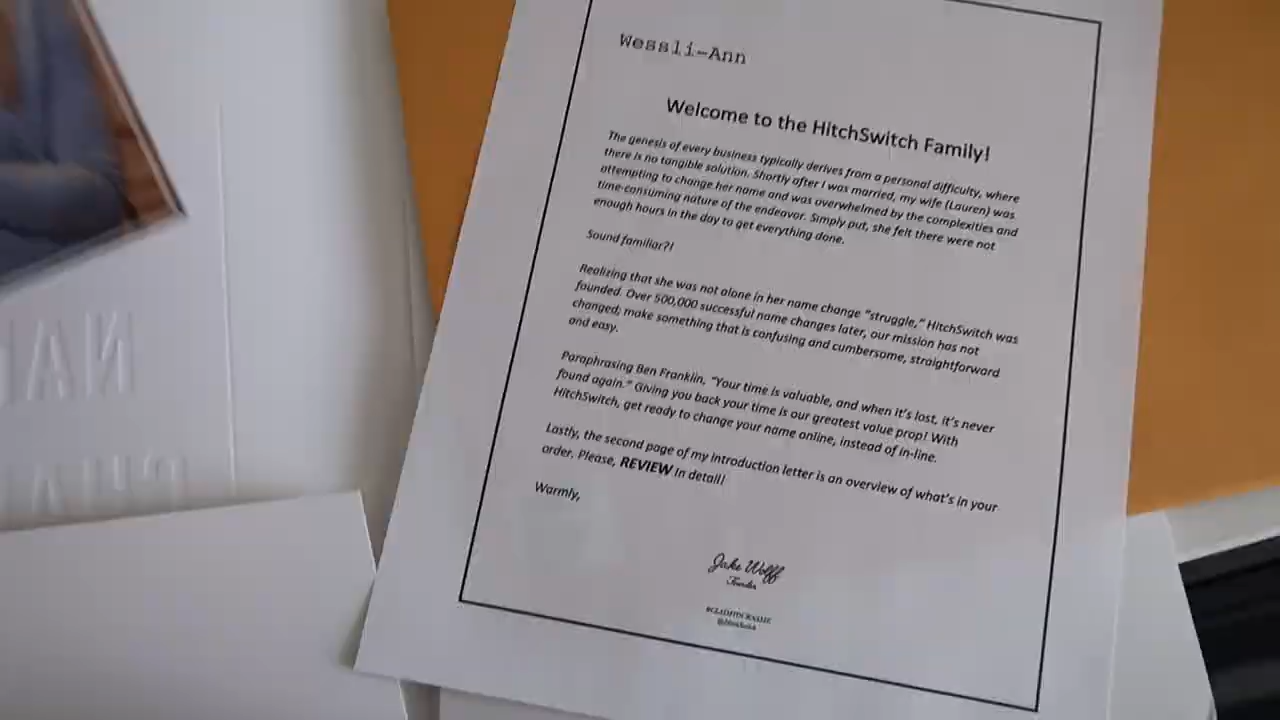 Wessli-Ann
Welcome to the HitchSwitch Family!
The genesis of every business typically derives from a personal difficulty, where
there is no tangible solution. Shortly after I was married, my wife (Lauren) was
attempting to change her name and was overwhelmed by the complexities and
time-consuming nature of the endeavor. Simply put, she felt there were not
enough hours in the day to get everything done.
Sound familiar?!
Realizing that she was not alone in her name change “struggle,” HitchSwitch was
founded. Over 500,000 successful name changes later, our mission has not
changed; make something that is confusing and cumbersome, straightforward
and easy.
Paraphrasing Ben Franklin, “Your time is valuable, and when it’s lost, it’s never
found again.” Giving you back your time is our greatest value prop! With
HitchSwitch, get ready to change your name online, instead of in-line.
Lastly, the second page of my introduction letter is an overview of what’s in your
order. Please, REVIEW in detail!
Warmly,
Jake Wolff
Founder